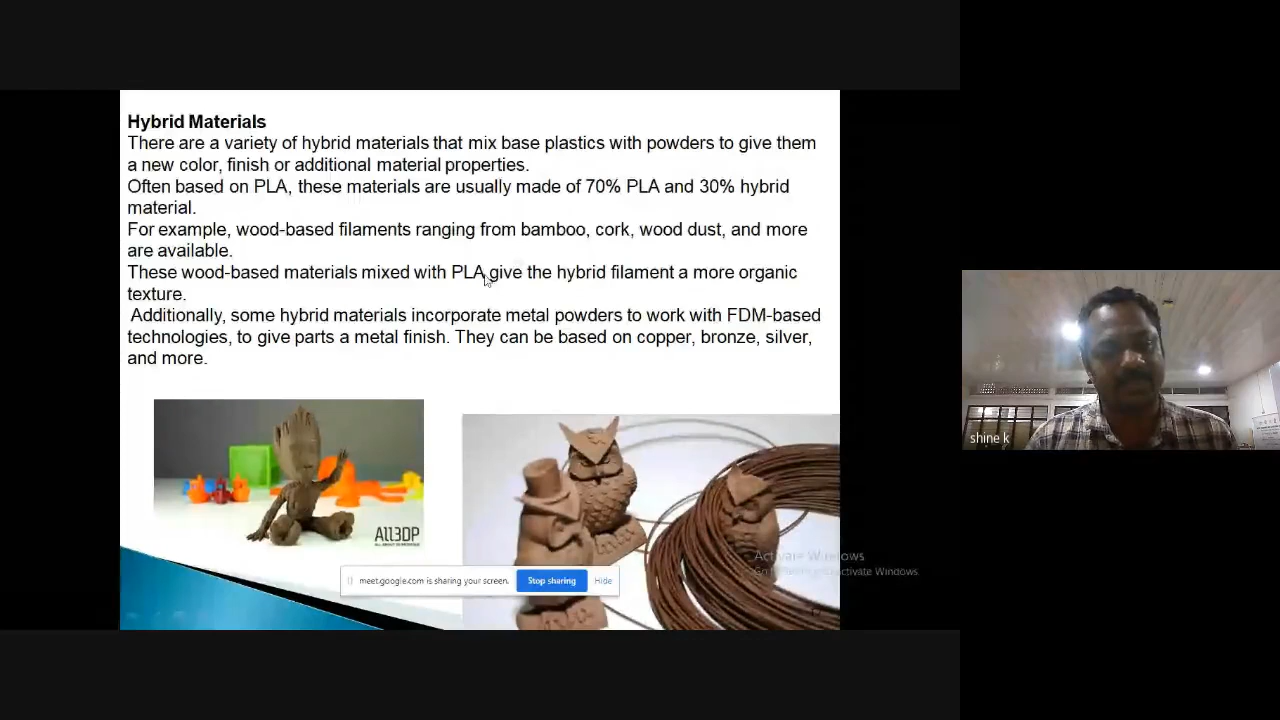 Hybrid Materials
There are a variety of hybrid materials that mix base plastics with powders to give them
a new color, finish or additional material properties.
Often based on PLA, these materials are usually made of 70% PLA and 30% hybrid
material.
For example, wood-based filaments ranging from bamboo, cork, wood dust, and more
are available.
These wood-based materials mixed with PLA give the hybrid filament a more organic
texture.
Additionally, some hybrid materials incorporate metal powders to work with FDM-based
technologies, to give parts a metal finish. They can be based on copper, bronze, silver,
and more.
shine k
ALL3DP
Activate Windows
Activate Windows.
meet.google.com is sharing your screen.
Stop sharing
Hide